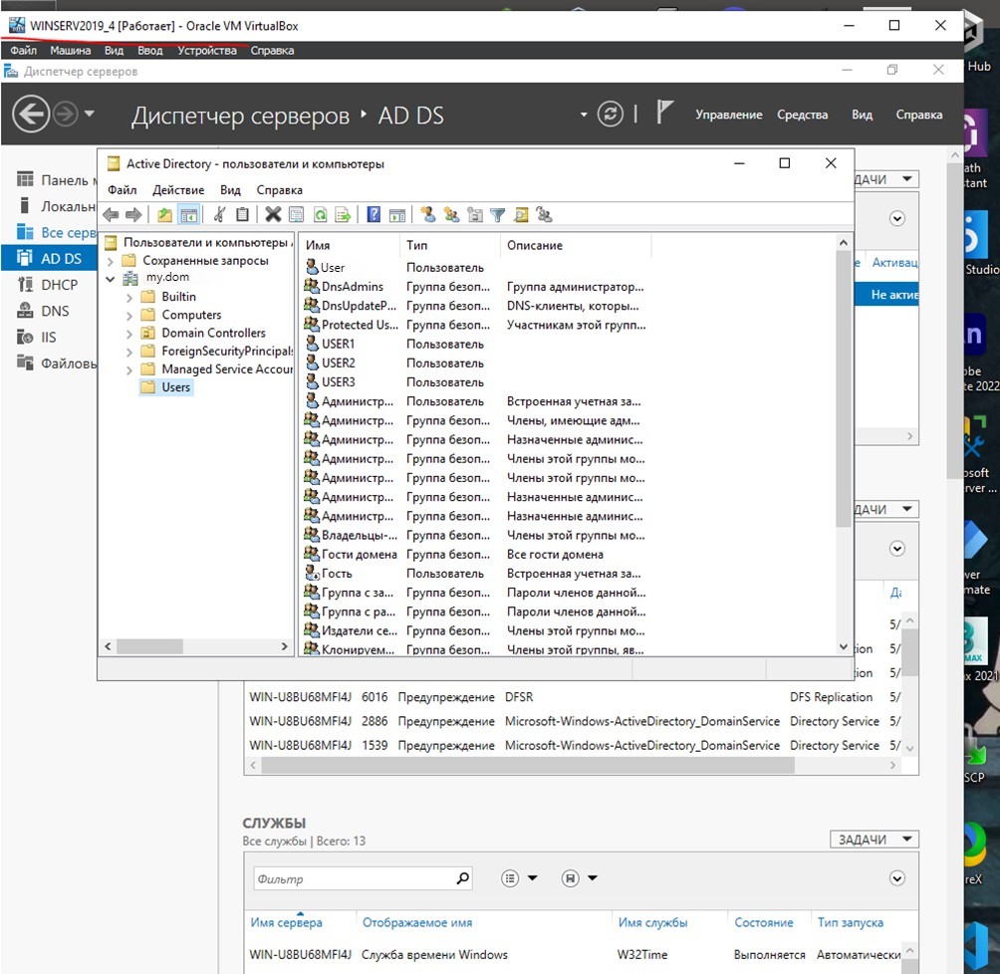 WINSERV2019_4 [Работает] - Oracle VM VirtualBox
Файл Машина Вид Ввод Устройства Справка
Диспетчер серверов
Диспетчер серверов AD DS
Управление Средства Вид Справка
Active Directory - пользователи и компьютеры
Файл Действие Вид Справка
Панель
Локальн
Все серв
AD DS
DHCP
DNS
IIS
Файловы
Пользователи и компьютеры
Сохраненные запросы
my.dom
Builtin
Computers
Domain Controllers
ForeignSecurityPrincipals
Managed Service Accour
Users
Имя Тип Описание
User Пользователь
DnsAdmins Группа безоп... Группа администратор...
DnsUpdateP... Группа безоп... DNS-клиенты, которы...
Protected Us... Группа безоп... Участникам этой групп...
USER1 Пользователь
USER2 Пользователь
USER3 Пользователь
Администр... Пользователь Встроенная учетная за...
Администр... Группа безоп... Члены, имеющие адм...
Администр... Группа безоп... Назначенные админис...
Администр... Группа безоп... Члены этой группы мо...
Администр... Группа безоп... Члены этой группы мо...
Администр... Группа безоп... Назначенные админис...
Администр... Группа безоп... Назначенные админис...
Владельцы-... Группа безоп... Члены этой группы мо...
Гости домена Группа безоп... Все гости домена
Гость Пользователь Встроенная учетная за...
Группа с за... Группа безоп... Пароли членов данной...
Группа с ра... Группа безоп... Пароли членов данной...
Издатели се... Группа безоп... Члены этой группы мо...
Клонируем... Группа безоп... Члены этой группы, яв...
ДАЧИ
е Активац
Не актив
ДАЧИ
Да
5/
ion 5/
ion 5/
WIN-U8BU68MFI4J 6016 Предупреждение DFSR DFS Replication 5/
WIN-U8BU68MFI4J 2886 Предупреждение Microsoft-Windows-ActiveDirectory_DomainService Directory Service 5/
WIN-U8BU68MFI4J 1539 Предупреждение Microsoft-Windows-ActiveDirectory_DomainService Directory Service 5/
СЛУЖБЫ
Все службы | Всего: 13
ЗАДАЧИ
Фильтр
Имя сервера Отображаемое имя Имя службы Состояние Тип запуска
WIN-U8BU68MFI4J Служба времени Windows W32Time Выполняется Автоматически
Hub
ath
stant
Studio
obe
te 2022
osoft
rver ...
wer
mate
MAX
x 2021
SCP
reX